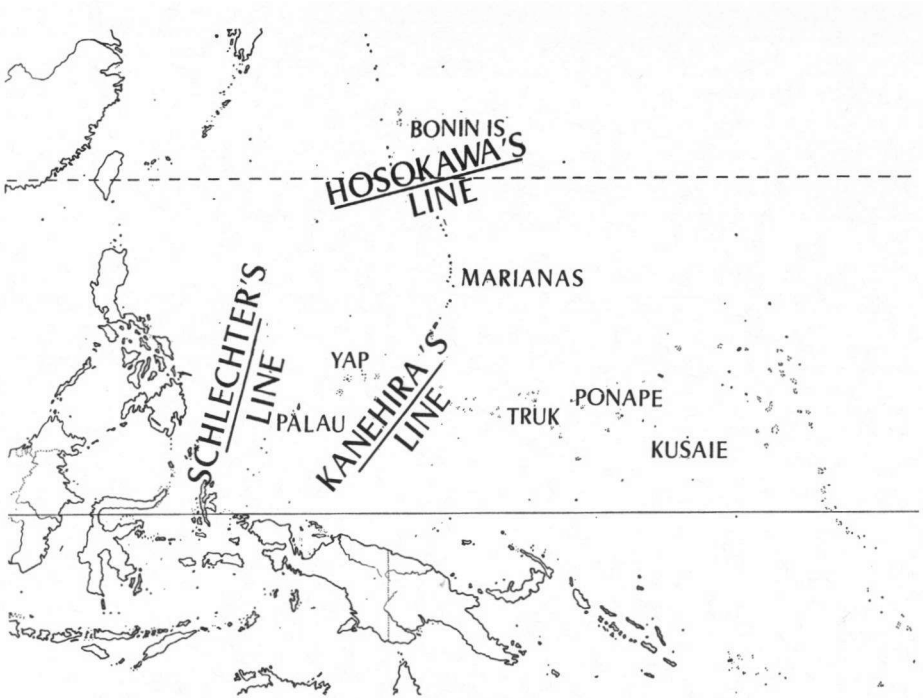 BONIN IS
HOSOKAWA'S
LINE
MARIANAS
SCHLECHTER'S
LINE
YAP
PALAU
KANEHIRA'S
LINE
TRUK
PONAPE
KUSAIE